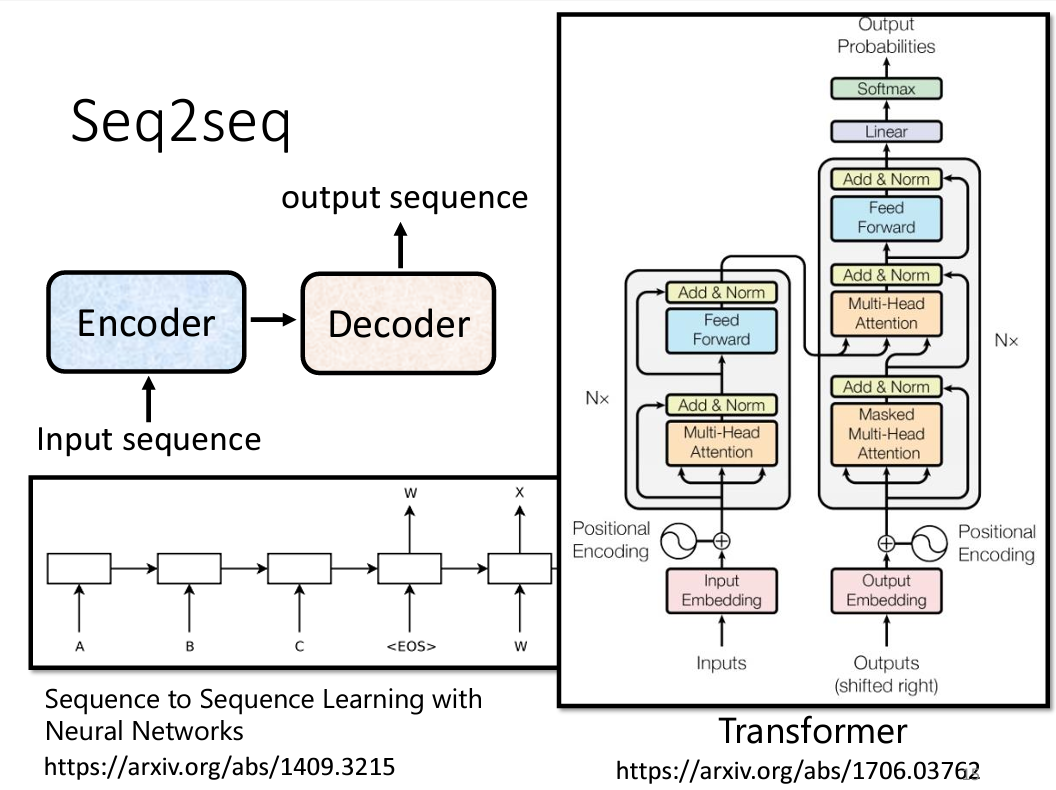 Seq2seq
output sequence
Encoder
Decoder
Input sequence
W
X
A
B
C
<EOS>
W
Sequence to Sequence Learning with
Neural Networks
https://arxiv.org/abs/1409.3215
Output
Probabilities
Softmax
Linear
Add & Norm
Feed
Forward
Add & Norm
Multi-Head
Attention
Nx
Add & Norm
Masked
Multi-Head
Attention
Add & Norm
Feed
Forward
Nx
Add & Norm
Multi-Head
Attention
Positional
Encoding
Positional
Encoding
Input
Embedding
Output
Embedding
Inputs
Outputs
(shifted right)
Transformer
https://arxiv.org/abs/1706.03762
15